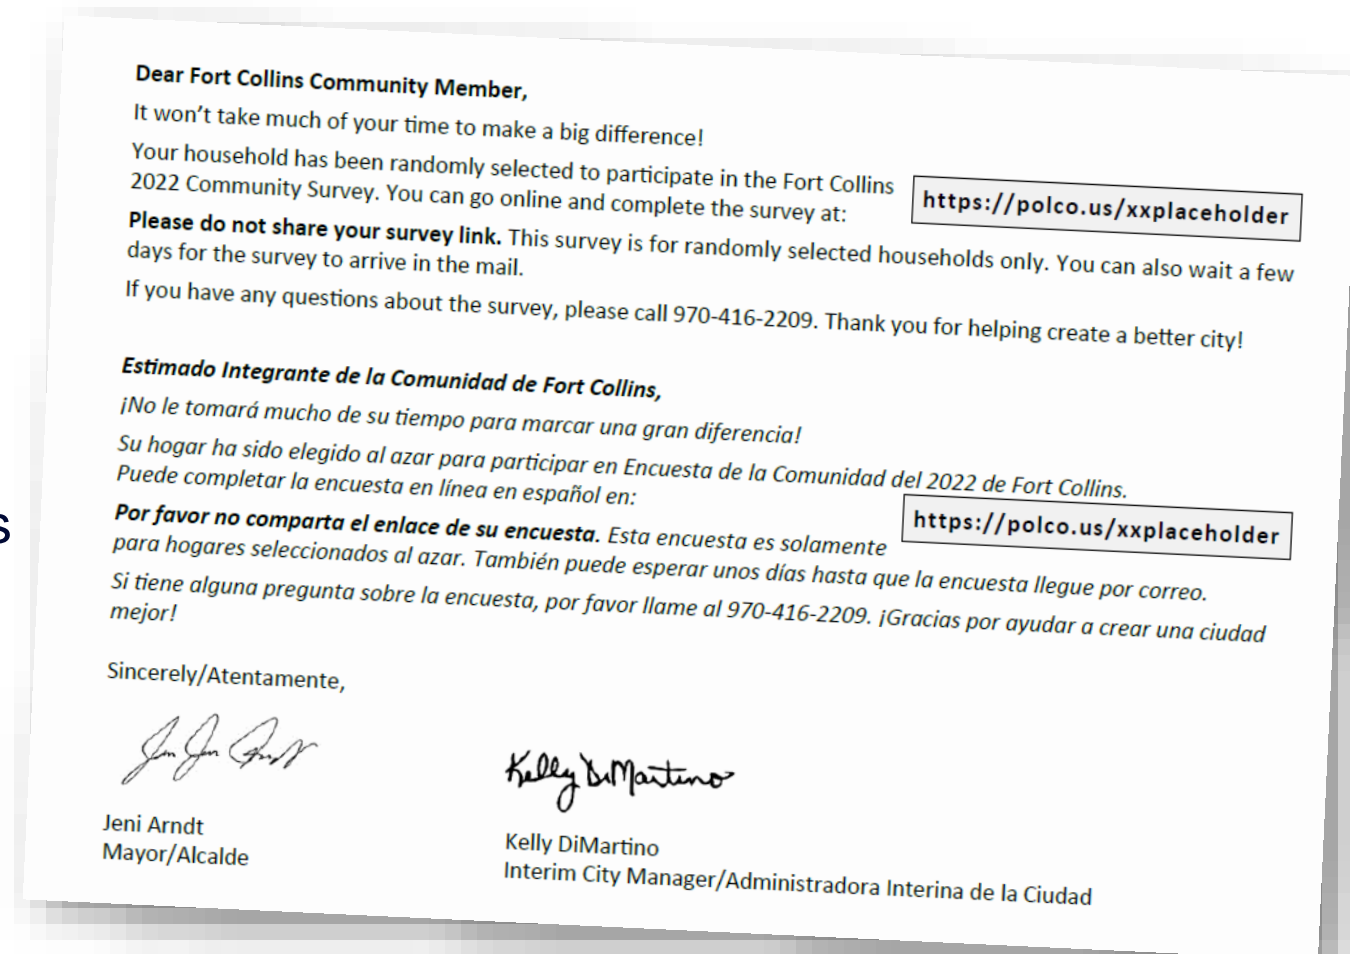 Dear Fort Collins Community Member,
It won't take much of your time to make a big difference!
Your household has been randomly selected to participate in the Fort Collins
2022 Community Survey. You can go online and complete the survey at:
https://polco.us/xxplaceholder
Please do not share your survey link. This survey is for randomly selected households only. You can also wait a few
days for the survey to arrive in the mail.
If you have any questions about the survey, please call 970-416-2209. Thank you for helping create a better city!
Estimado Integrante de la Comunidad de Fort Collins,
¡No le tomará mucho de su tiempo para marcar una gran diferencia!
Su hogar ha sido elegido al azar para participar en Encuesta de la Comunidad del 2022 de Fort Collins.
Puede completar la encuesta en línea en español en:
https://polco.us/xxplaceholder
s
Por favor no comparta el enlace de su encuesta. Esta encuesta es solamente
para hogares seleccionados al azar. También puede esperar unos días hasta que la encuesta llegue por correo.
Si tiene alguna pregunta sobre la encuesta, por favor llame al 970-416-2209. ¡Gracias por ayudar a crear una ciudad
mejor!
Sincerely/Atentamente,
Kelly DiMartino
Jeni Arndt
Mayor/Alcalde
Kelly DiMartino
Interim City Manager/Administradora Interina de la Ciudad